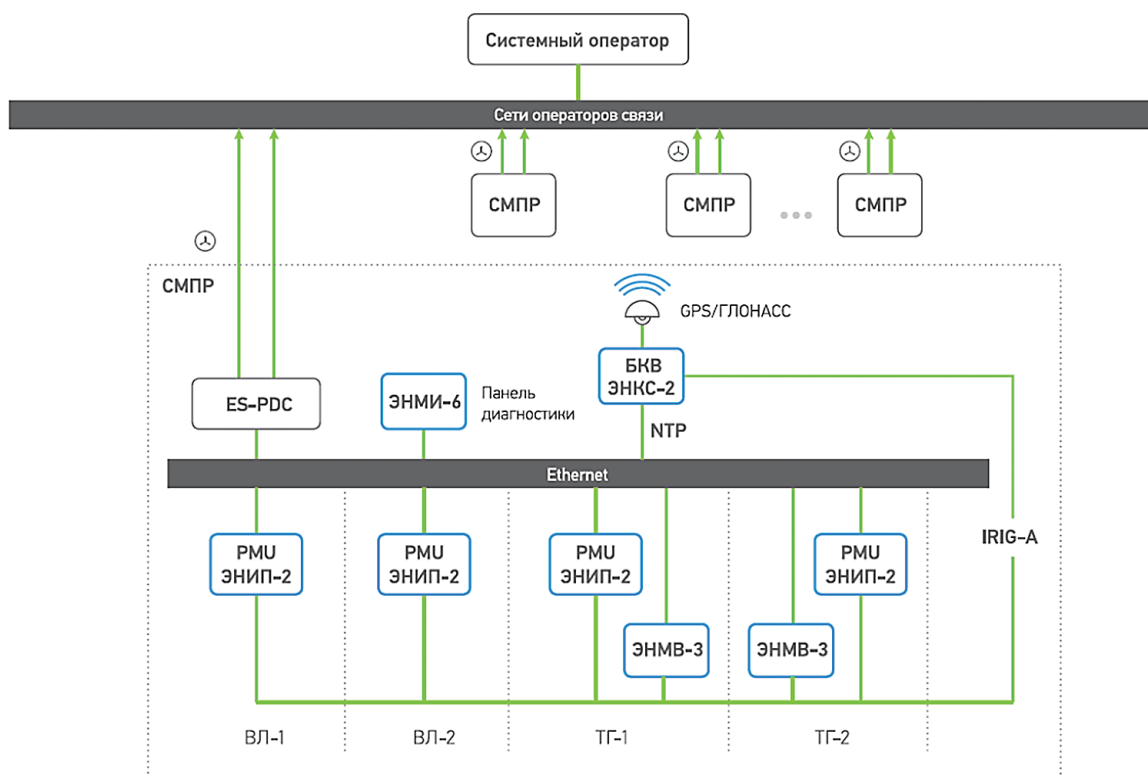 Системный оператор
Сети операторов связи
СМПР
СМПР
СМПР
СМПР
GPS/ГЛОНАСС
БКВ
ЭНКС-2
ES-PDC
ЭНМИ-6
Панель
диагностики
NTP
Ethernet
IRIG-A
PMU
ЭНИП-2
PMU
ЭНИП-2
PMU
ЭНИП-2
PMU
ЭНИП-2
ЭНМВ-3
ЭНМВ-3
ВЛ-1
ВЛ-2
ТГ-1
ТГ-2